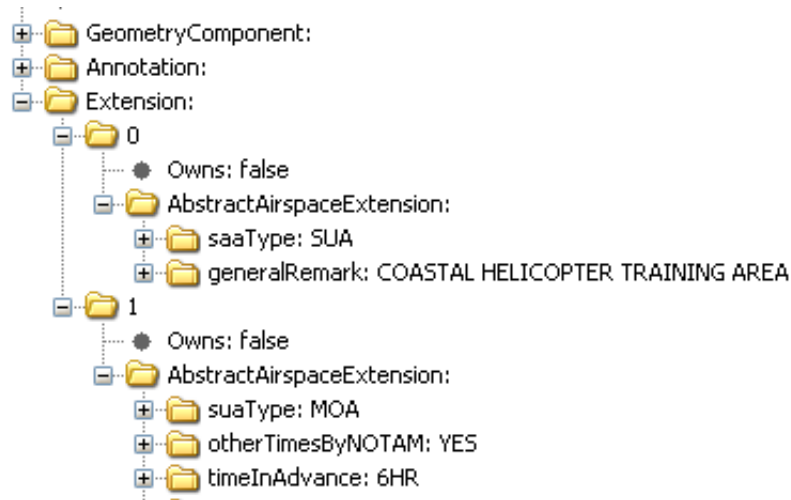 GeometryComponent:
Annotation:
Extension:
0
Owns: false
AbstractAirspaceExtension:
saaType: SUA
generalRemark: COASTAL HELICOPTER TRAINING AREA
1
Owns: false
AbstractAirspaceExtension:
suaType: MOA
otherTimesByNOTAM: YES
timeInAdvance: 6HR